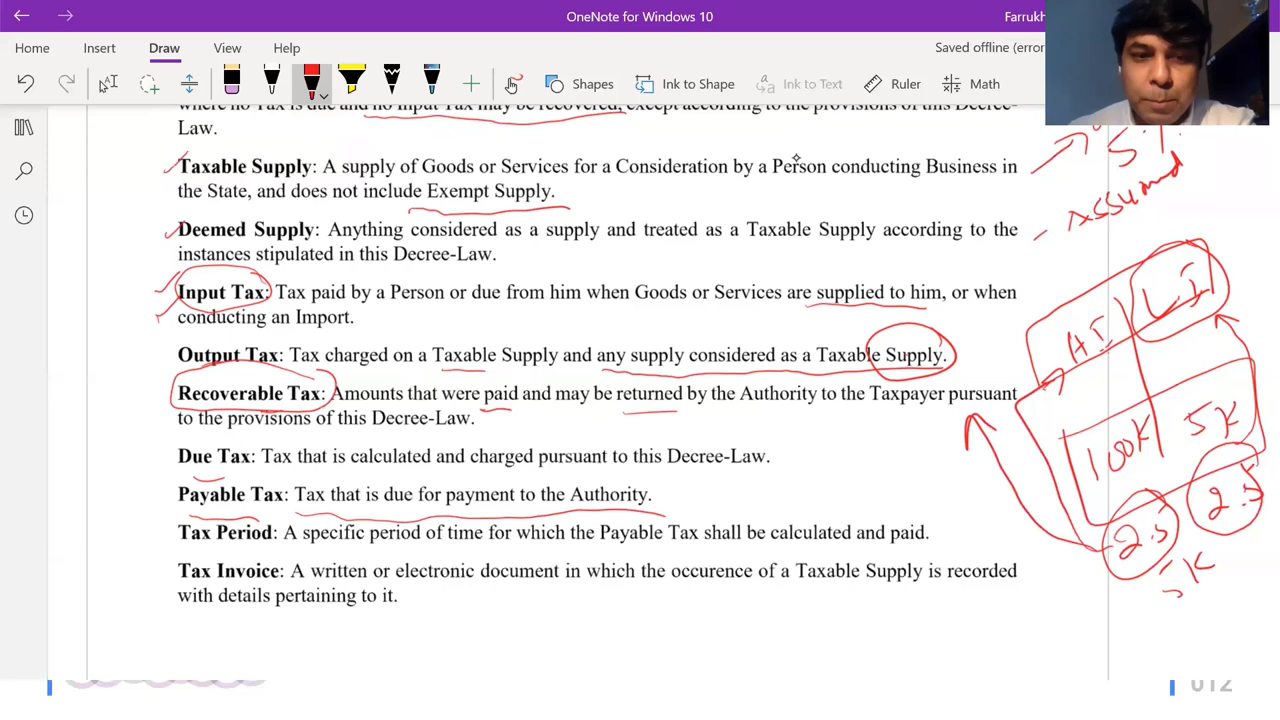 OneNote for Windows 10
Farrukh
Home Insert Draw View Help
Saved offline (error
Shapes Ink to Shape Ink to Text Ruler Math
where no Tax is due and no Input Tax may be recovered, except according to the provisions of this Decree-
Law.
Taxable Supply: A supply of Goods or Services for a Consideration by a Person conducting Business in
the State, and does not include Exempt Supply.
Deemed Supply: Anything considered as a supply and treated as a Taxable Supply according to the
instances stipulated in this Decree-Law.
Input Tax: Tax paid by a Person or due from him when Goods or Services are supplied to him, or when
conducting an Import.
Output Tax: Tax charged on a Taxable Supply and any supply considered as a Taxable Supply.
Recoverable Tax: Amounts that were paid and may be returned by the Authority to the Taxpayer pursuant
to the provisions of this Decree-Law.
Due Tax: Tax that is calculated and charged pursuant to this Decree-Law.
Payable Tax: Tax that is due for payment to the Authority.
Tax Period: A specific period of time for which the Payable Tax shall be calculated and paid.
Tax Invoice: A written or electronic document in which the occurence of a Taxable Supply is recorded
with details pertaining to it.
5%
Assumed
AI LI
100K 5K
2.5 2.5
5K
012